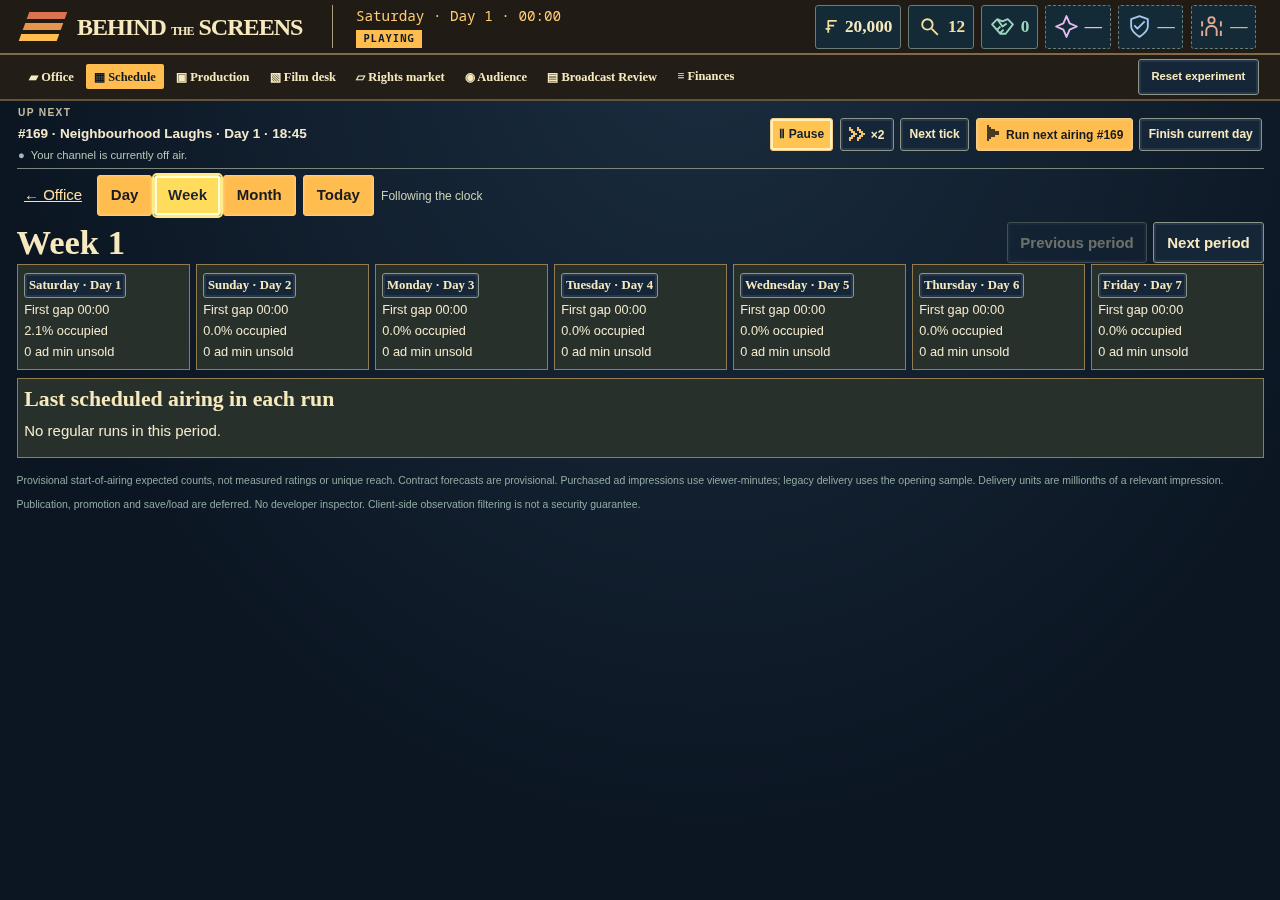 BEHIND THE SCREENS
Saturday · Day 1 · 00:00
PLAYING
20,000
12
0
—
—
—
Office
Schedule
Production
Film desk
Rights market
Audience
Broadcast Review
Finances
Reset experiment
UP NEXT
#169 · Neighbourhood Laughs · Day 1 · 18:45
● Your channel is currently off air.
Pause
×2
Next tick
Run next airing #169
Finish current day
← Office
Day
Week
Month
Today
Following the clock
Week 1
Previous period
Next period
Saturday · Day 1
First gap 00:00
2.1% occupied
0 ad min unsold
Sunday · Day 2
First gap 00:00
0.0% occupied
0 ad min unsold
Monday · Day 3
First gap 00:00
0.0% occupied
0 ad min unsold
Tuesday · Day 4
First gap 00:00
0.0% occupied
0 ad min unsold
Wednesday · Day 5
First gap 00:00
0.0% occupied
0 ad min unsold
Thursday · Day 6
First gap 00:00
0.0% occupied
0 ad min unsold
Friday · Day 7
First gap 00:00
0.0% occupied
0 ad min unsold
Last scheduled airing in each run
No regular runs in this period.
Provisional start-of-airing expected counts, not measured ratings or unique reach. Contract forecasts are provisional. Purchased ad impressions use viewer-minutes; legacy delivery uses the opening sample. Delivery units are millionths of a relevant impression.
Publication, promotion and save/load are deferred. No developer inspector. Client-side observation filtering is not a security guarantee.